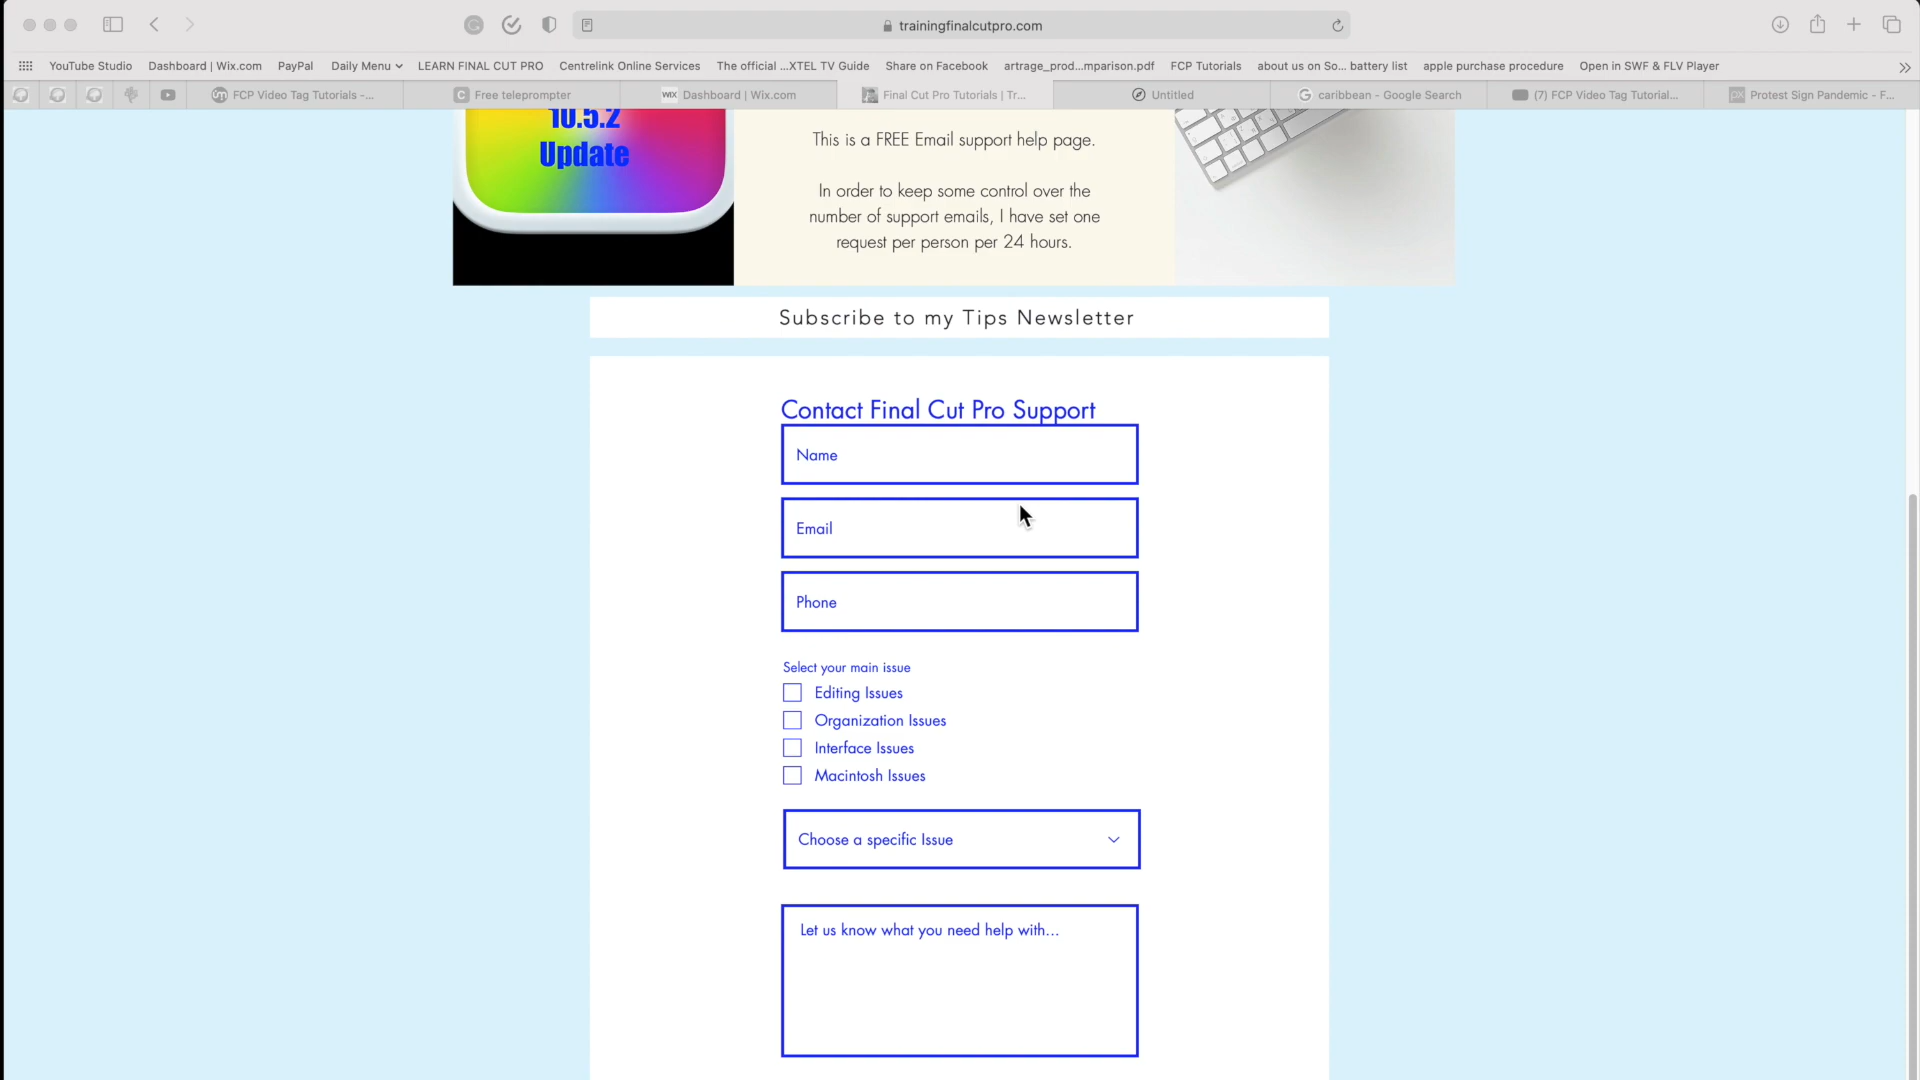 trainingfinalcutpro.com
YouTube Studio Dashboard | Wix.com PayPal Daily Menu LEARN FINAL CUT PRO Centrelink Online Services The official ...XTEL TV Guide Share on Facebook artrage_prod...mparison.pdf FCP Tutorials about us on So... battery list apple purchase procedure Open in SWF & FLV Player
FCP Video Tag Tutorials -... Free teleprompter WIX Dashboard | Wix.com Final Cut Pro Tutorials | Tr... Untitled caribbean - Google Search (7) FCP Video Tag Tutorial... Protest Sign Pandemic - F...
10.5.2
Update
This is a FREE Email support help page.
In order to keep some control over the
number of support emails, I have set one
request per person per 24 hours.
Subscribe to my Tips Newsletter
Contact Final Cut Pro Support
Name
Email
Phone
Select your main issue
Editing Issues
Organization Issues
Interface Issues
Macintosh Issues
Choose a specific Issue
Let us know what you need help with...